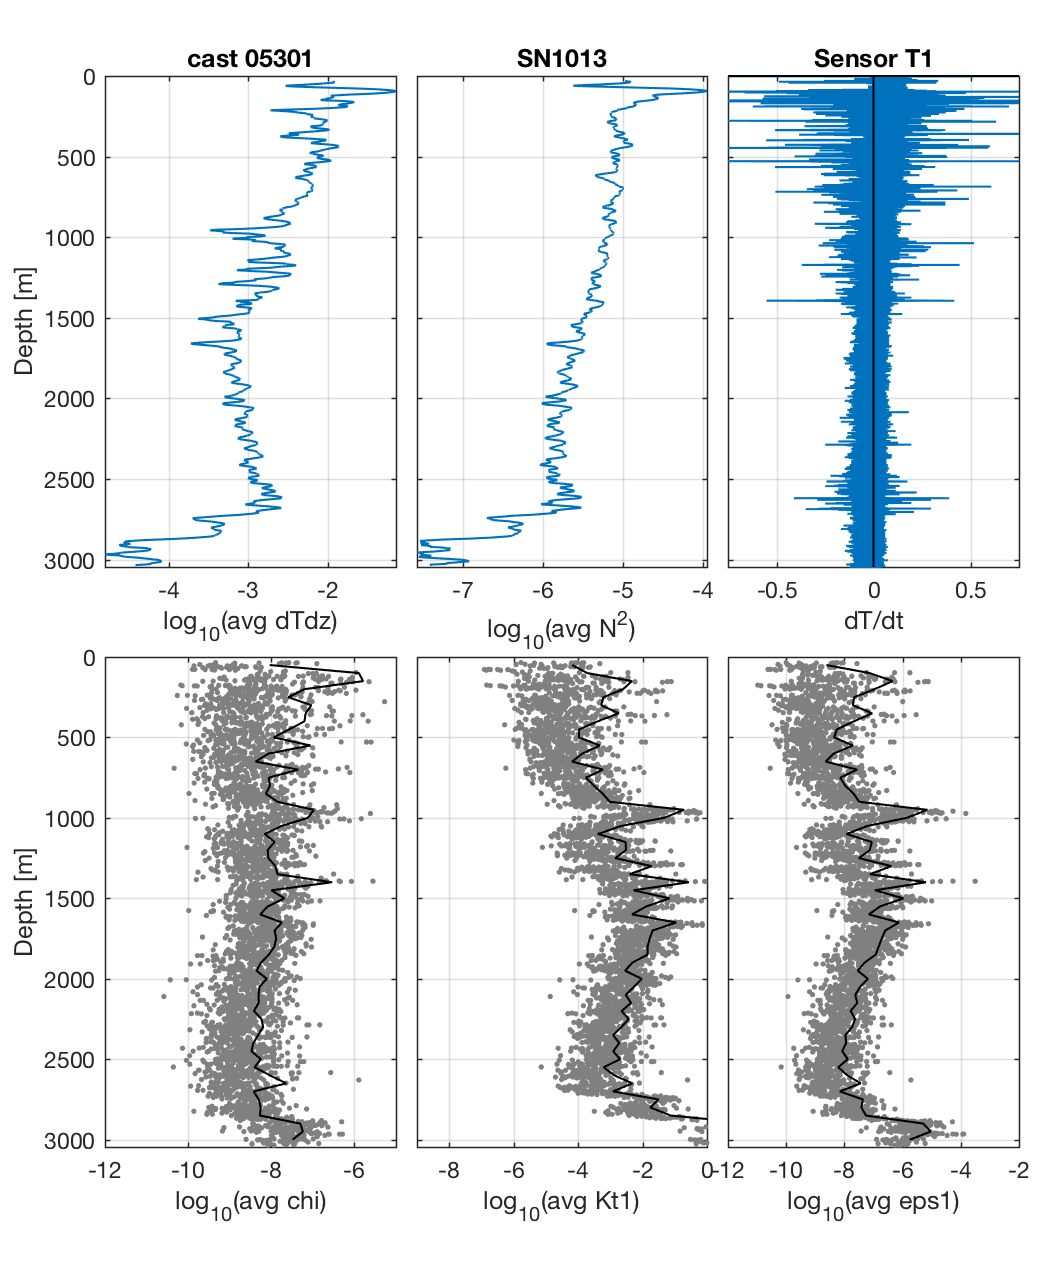 cast 05301 SN1013 Sensor T1
0
500
1000
1500
2000
2500
3000
Depth [m]
-4 -3 -2 -7 -6 -5 -4 -0.5 0 0.5
log10(avg dTdz) log10(avg N2) dT/dt
0
500
1000
1500
2000
2500
3000
Depth [m]
-12 -10 -8 -6 -8 -6 -4 -2 0 -12 -10 -8 -6 -4 -2
log10(avg chi) log10(avg Kt1) log10(avg eps1)